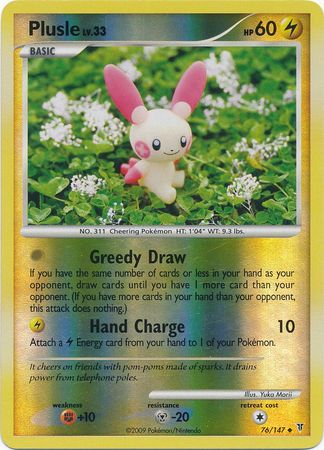 Plusle LV.33
HP 60
BASIC
NO. 311 Cheering Pokémon HT: 1'04" WT: 9.3 lbs.
Greedy Draw
If you have the same number of cards or less in your hand as your
opponent, draw cards until you have 1 more card than your
opponent. (If you have more cards in your hand than your opponent,
this attack does nothing.)
Hand Charge 10
Attach a Energy card from your hand to 1 of your Pokémon.
It cheers on friends with pom-poms made of sparks. It drains
power from telephone poles.
Illus. Yuka Morii
weakness resistance retreat cost
+10 -20
©2009 Pokémon/Nintendo
76/147